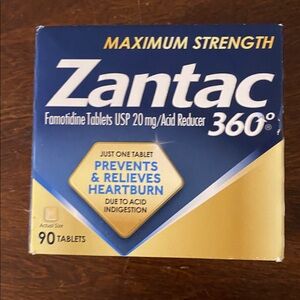 MAXIMUM STRENGTH
Zantac
Famotidine Tablets USP 20 mg/Acid Reducer 360°®
JUST ONE TABLET
PREVENTS
& RELIEVES
HEARTBURN
DUE TO ACID
INDIGESTION
Actual Size
90 TABLETS